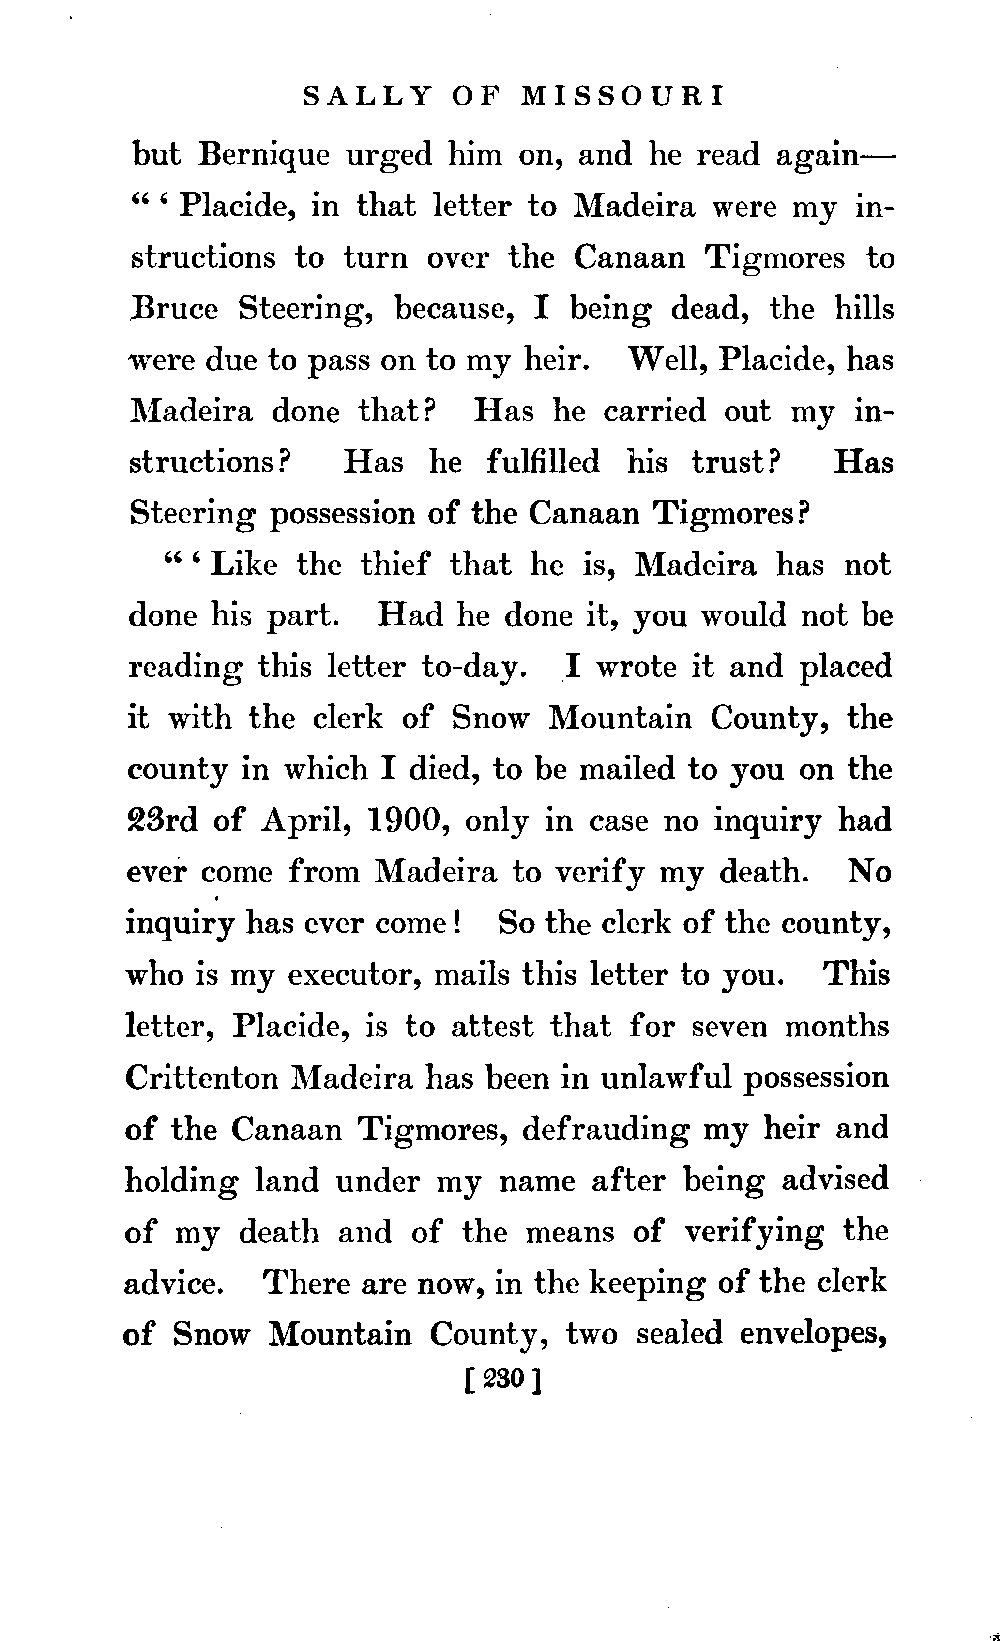 SALLY OF MISSOURI
but Bernique urged him on, and he read again—
“ ‘ Placide, in that letter to Madeira were my in-
structions to turn over the Canaan Tigmores to
Bruce Steering, because, I being dead, the hills
were due to pass on to my heir. Well, Placide, has
Madeira done that? Has he carried out my in-
structions? Has he fulfilled his trust? Has
Steering possession of the Canaan Tigmores?
“ ‘ Like the thief that he is, Madeira has not
done his part. Had he done it, you would not be
reading this letter to-day. I wrote it and placed
it with the clerk of Snow Mountain County, the
county in which I died, to be mailed to you on the
23rd of April, 1900, only in case no inquiry had
ever come from Madeira to verify my death. No
inquiry has ever come! So the clerk of the county,
who is my executor, mails this letter to you. This
letter, Placide, is to attest that for seven months
Crittenton Madeira has been in unlawful possession
of the Canaan Tigmores, defrauding my heir and
holding land under my name after being advised
of my death and of the means of verifying the
advice. There are now, in the keeping of the clerk
of Snow Mountain County, two sealed envelopes,
[ 230 ]